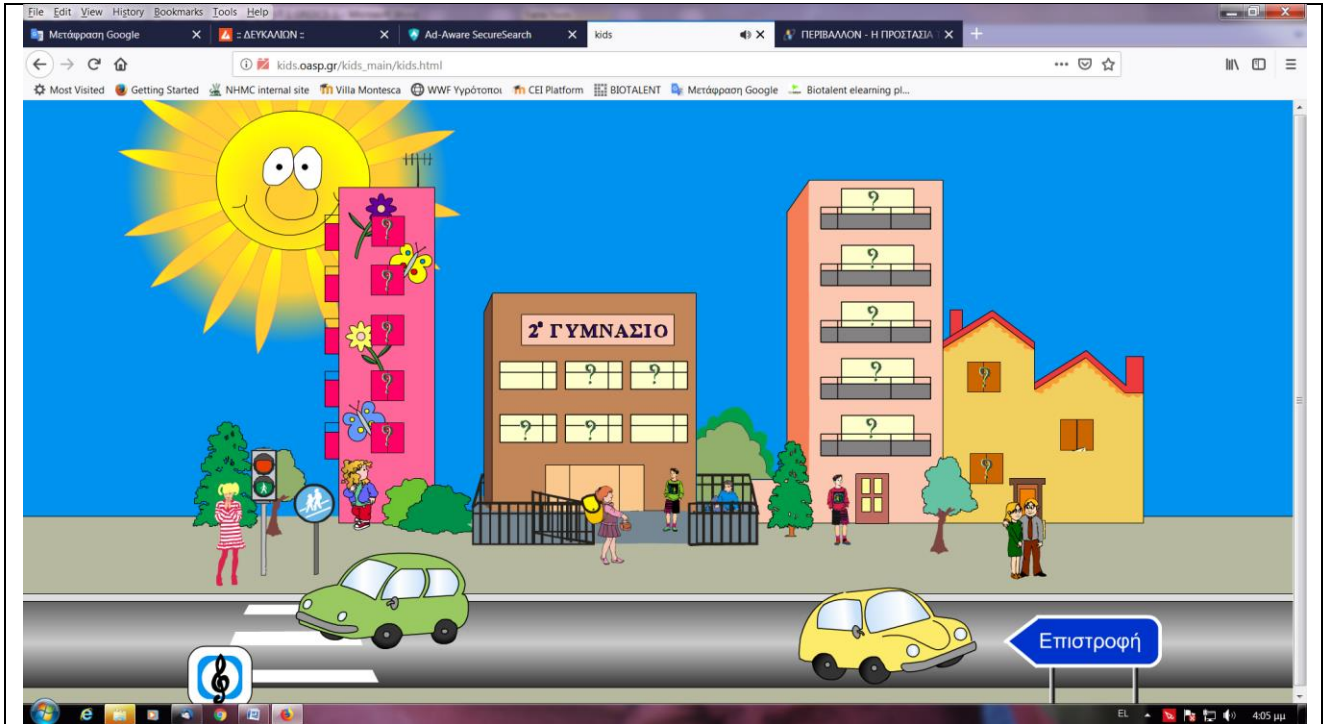 File Edit View History Bookmarks Tools Help
Μετάφραση Google
:: ΔΕΥΚΑΛΙΩΝ ::
Ad-Aware SecureSearch
kids
ΠΕΡΙΒΑΛΛΟΝ - Η ΠΡΟΣΤΑΣΙΑ
kids.oasp.gr/kids_main/kids.html
Most Visited Getting Started NHMC internal site Villa Montesca WWF Υγρότοποι CEI Platform BIOTALENT Μετάφραση Google Biotalent elearning pl...
?
?
?
?
?
2° ΓΥΜΝΑΣΙΟ
? ?
? ?
?
?
?
?
?
?
?
Επιστροφή
EL 4:05 μμ